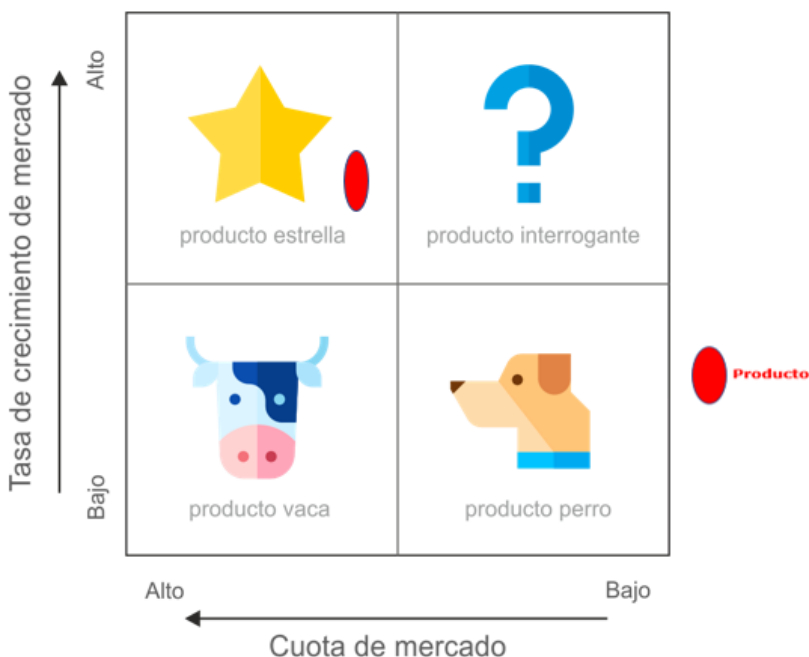 Tasa de crecimiento de mercado
Alto
Bajo
producto estrella
producto interrogante
producto vaca
producto perro
Producto
Alto
Bajo
Cuota de mercado